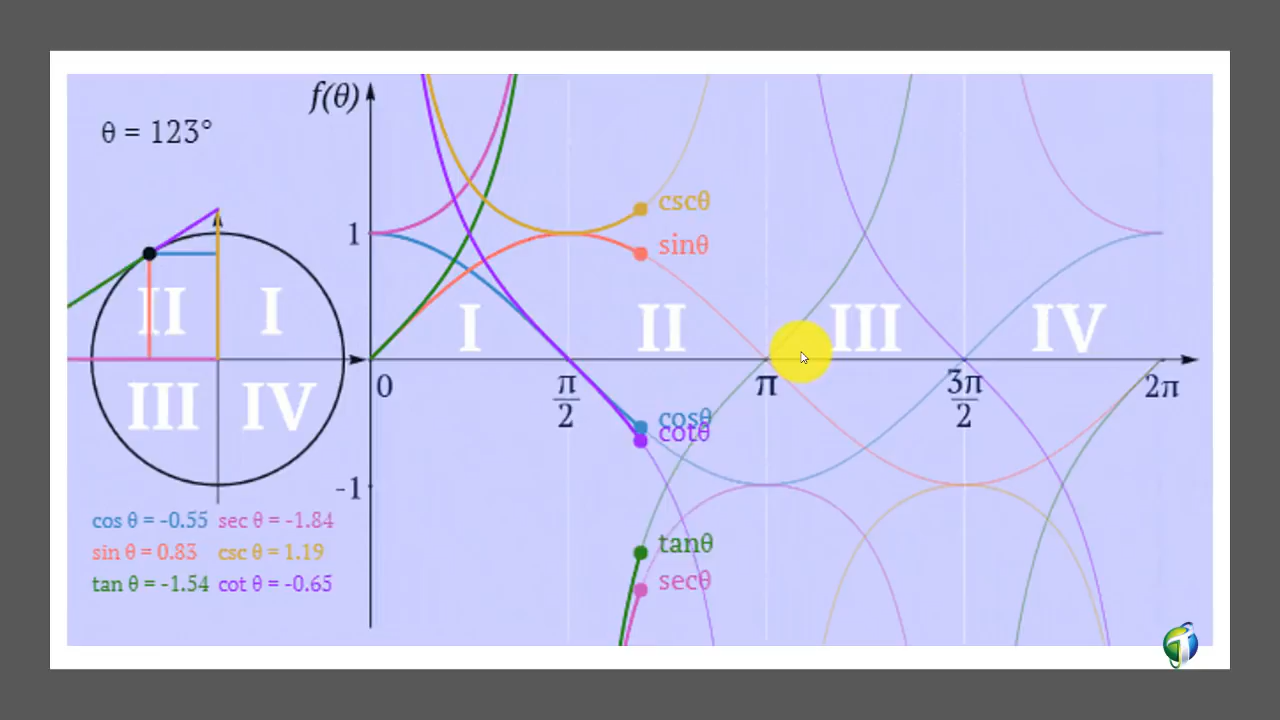 f(θ)
θ = 123°
cscθ
1
sinθ
II I
I II III IV
0 π/2 π 3π/2 2π
III IV
cosθ
cotθ
-1
cos θ = -0.55 sec θ = -1.84
sin θ = 0.83 csc θ = 1.19
tan θ = -1.54 cot θ = -0.65
tanθ
secθ